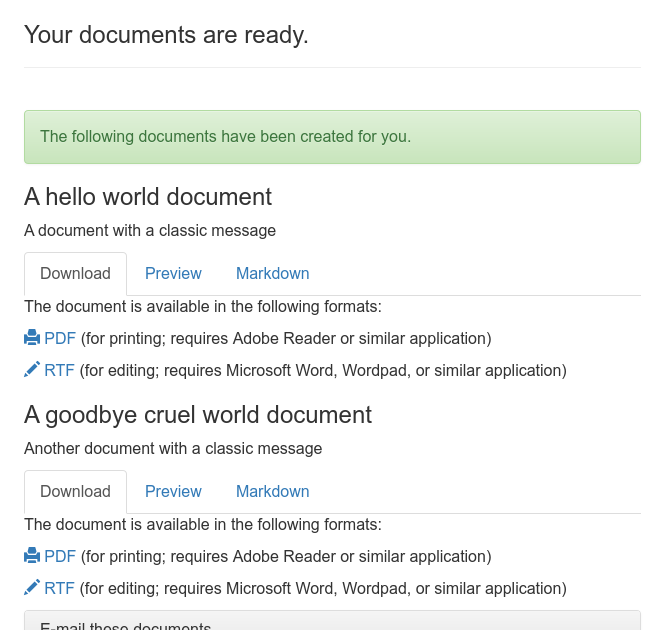 Your documents are ready.
The following documents have been created for you.
A hello world document
A document with a classic message
Download Preview Markdown
The document is available in the following formats:
PDF (for printing; requires Adobe Reader or similar application)
RTF (for editing; requires Microsoft Word, Wordpad, or similar application)
A goodbye cruel world document
Another document with a classic message
Download Preview Markdown
The document is available in the following formats:
PDF (for printing; requires Adobe Reader or similar application)
RTF (for editing; requires Microsoft Word, Wordpad, or similar application)
E-mail these documents